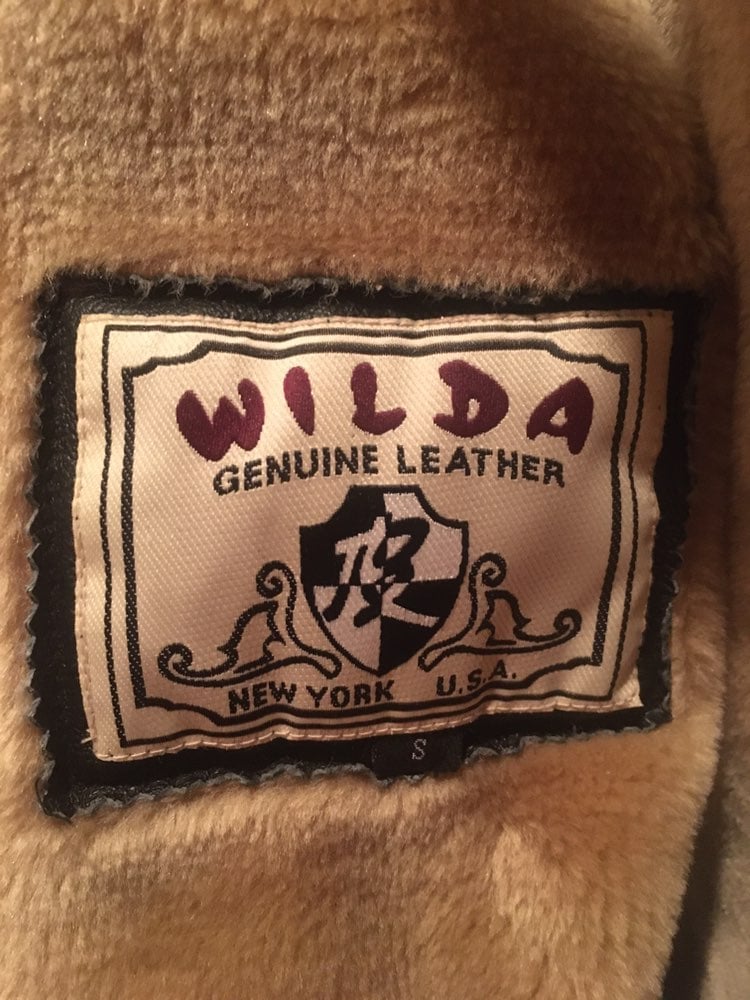 WILDA
GENUINE LEATHER
NEW YORK U.S.A.
S